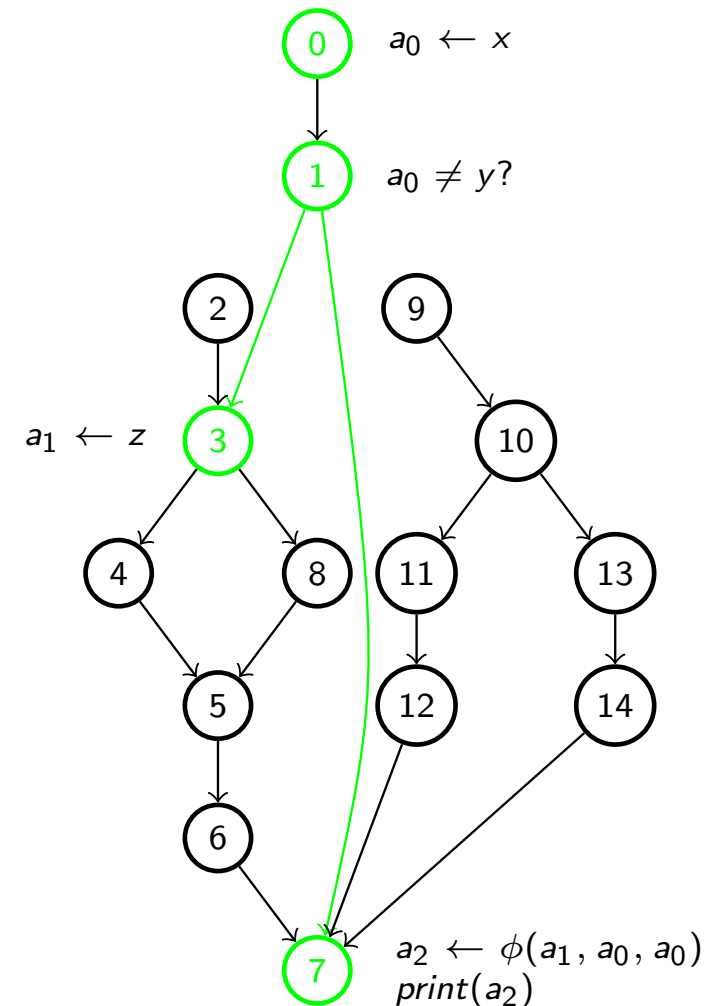 0 a₀ ← x
1 a₀ ≠ y?
2 9
a₁ ← z 3 10
4 8 11 13
5 12 14
6
7 a₂ ← ϕ(a₁, a₀, a₀)
print(a₂)